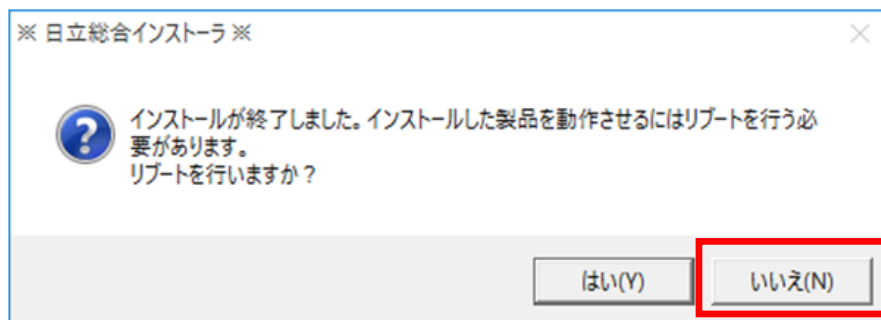 ※ 日立総合インストーラ ※
インストールが終了しました。インストールした製品を動作させるにはリブートを行う必
要があります。
リブートを行いますか？
はい(Y)
いいえ(N)